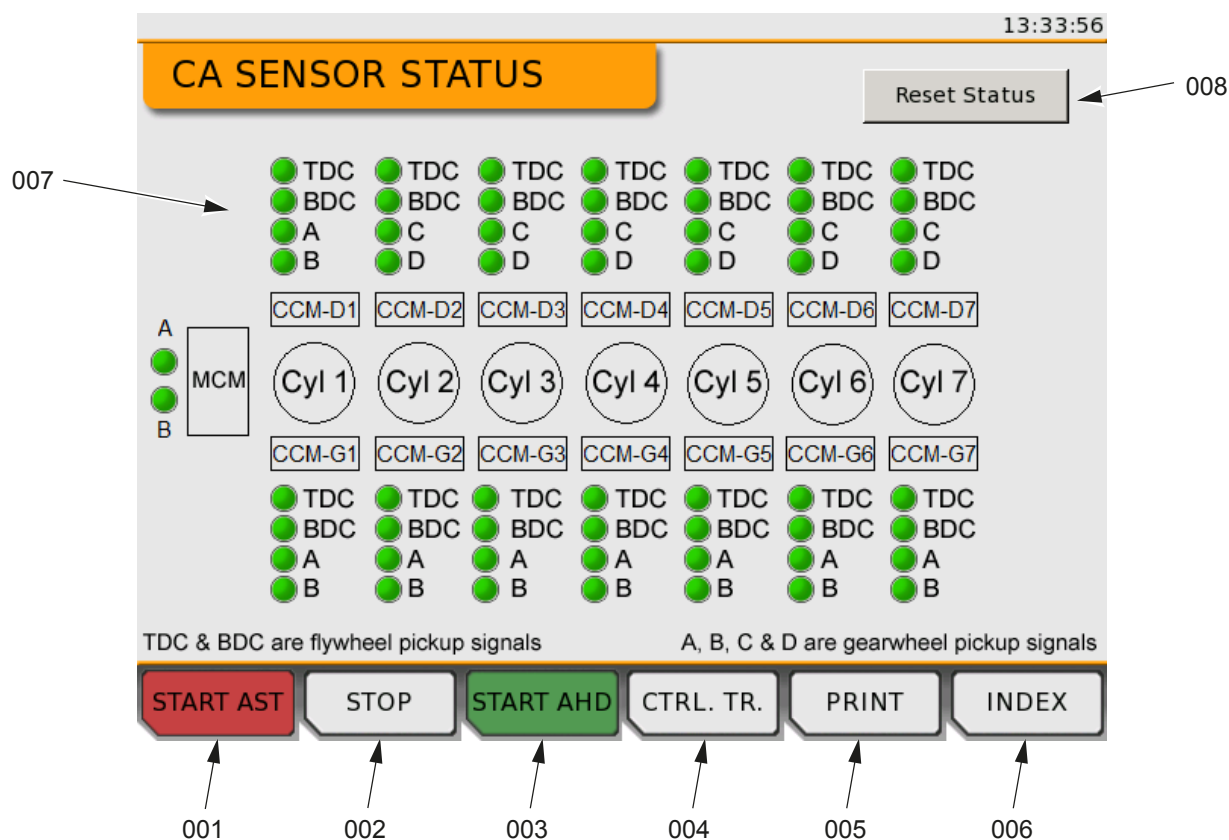 13:33:56
CA SENSOR STATUS
Reset Status
008
007
TDC TDC TDC TDC TDC TDC TDC
BDC BDC BDC BDC BDC BDC BDC
A C C C C C C
B D D D D D D
CCM-D1 CCM-D2 CCM-D3 CCM-D4 CCM-D5 CCM-D6 CCM-D7
A
MCM Cyl 1 Cyl 2 Cyl 3 Cyl 4 Cyl 5 Cyl 6 Cyl 7
B
CCM-G1 CCM-G2 CCM-G3 CCM-G4 CCM-G5 CCM-G6 CCM-G7
TDC TDC TDC TDC TDC TDC TDC
BDC BDC BDC BDC BDC BDC BDC
A A A A A A A
B B B B B B B
TDC & BDC are flywheel pickup signals A, B, C & D are gearwheel pickup signals
START AST STOP START AHD CTRL. TR. PRINT INDEX
001 002 003 004 005 006